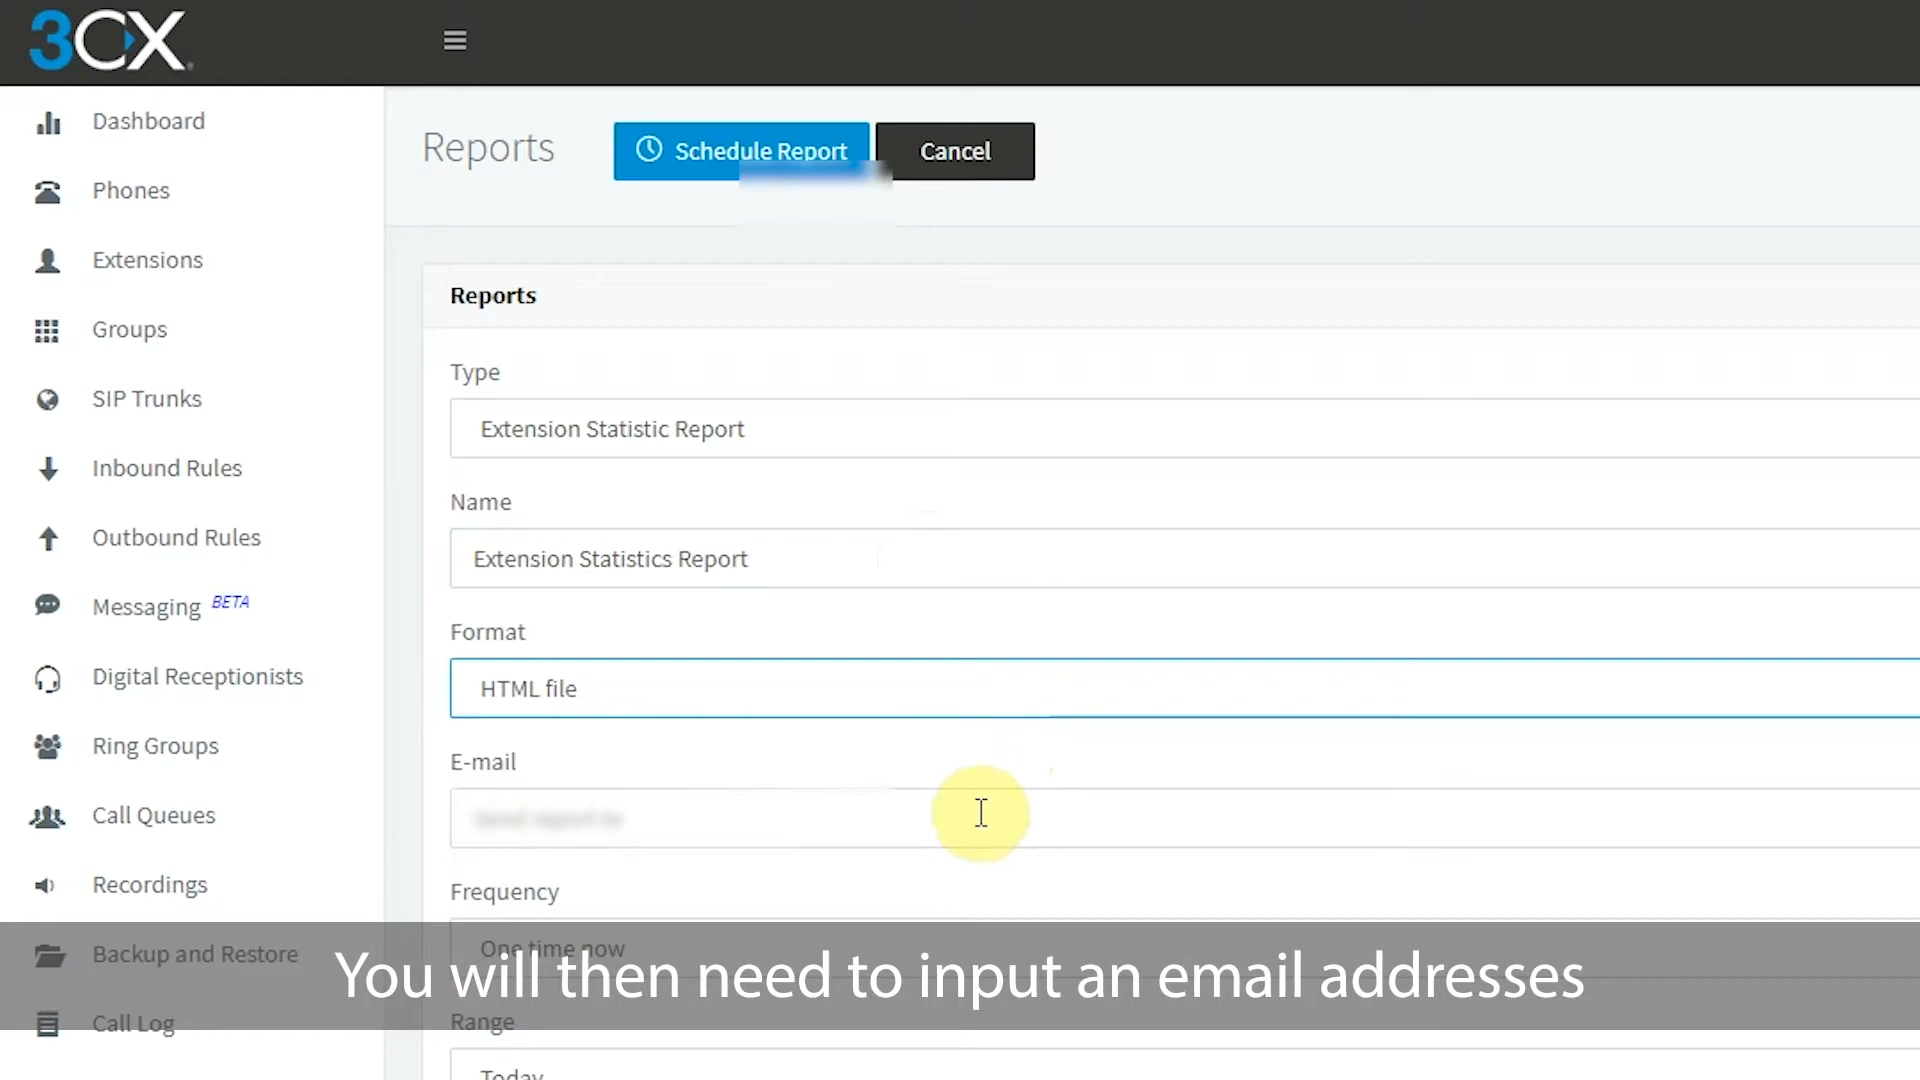 3CX
Dashboard
Phones
Extensions
Groups
SIP Trunks
Inbound Rules
Outbound Rules
Messaging BETA
Digital Receptionists
Ring Groups
Call Queues
Recordings
Backup and Restore
Call Log
Reports
Schedule Report
Cancel
Reports
Type
Extension Statistic Report
Name
Extension Statistics Report
Format
HTML file
E-mail
Frequency
One time now
Range
Today
You will then need to input an email addresses